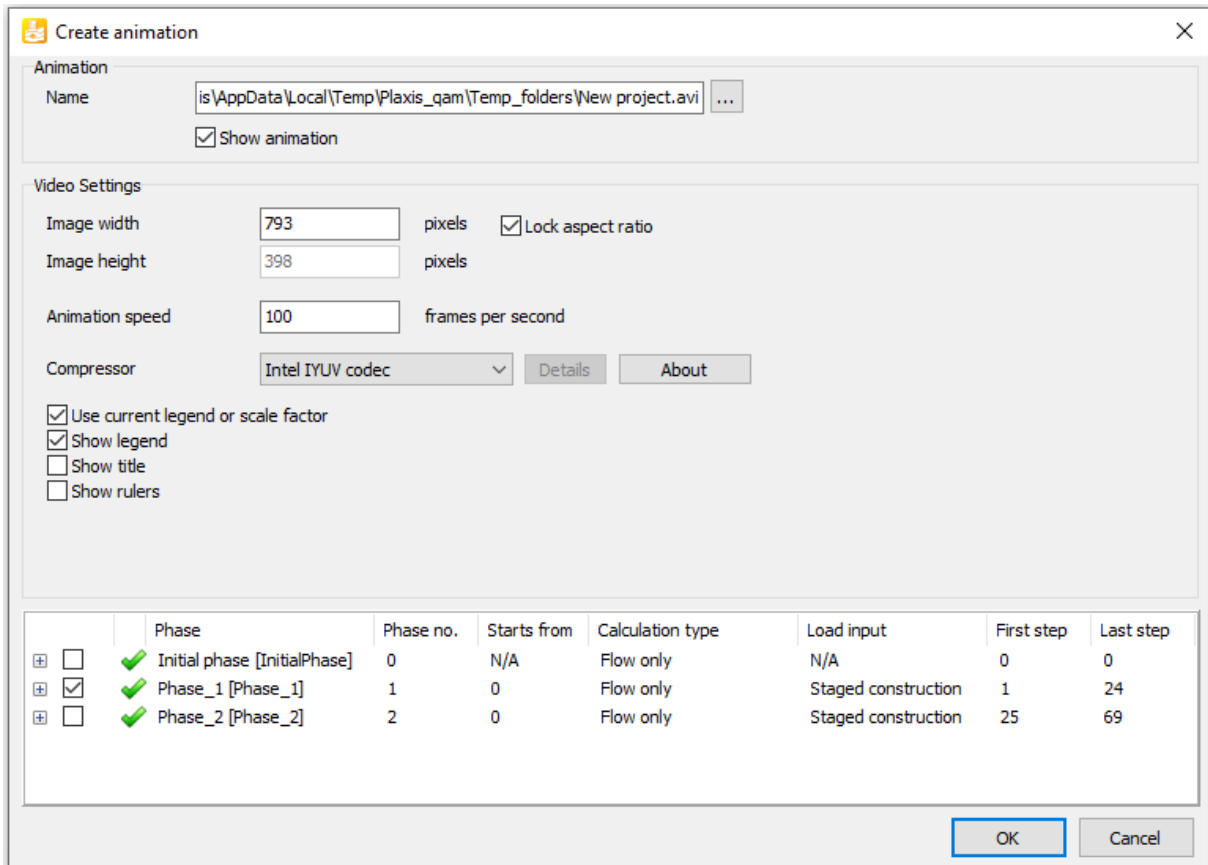 Create animation
Animation
Name is\AppData\Local\Temp\Plaxis_qam\Temp_folders\New project.avi ...
Show animation
Video Settings
Image width 793 pixels Lock aspect ratio
Image height 398 pixels
Animation speed 100 frames per second
Compressor Intel IYUV codec Details About
Use current legend or scale factor
Show legend
Show title
Show rulers
Phase Phase no. Starts from Calculation type Load input First step Last step
Initial phase [InitialPhase] 0 N/A Flow only N/A 0 0
Phase_1 [Phase_1] 1 0 Flow only Staged construction 1 24
Phase_2 [Phase_2] 2 0 Flow only Staged construction 25 69
OK Cancel